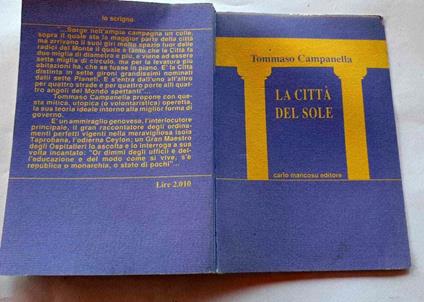 lo scrigno
"Sorge nell'ampia campagna un colle,
sopra il quale sta la maggior parte della città
ma arrivano li suoi giri molto spazio fuor delle
radici del Monte il quale è tanto che la Città fa
due miglia di diametro e più, e viene ad essere
sette miglia di circolo, ma per la levatura più
abitazioni ha, che se fusse in piano. È la Città
distinta in sette gironi grandissimi nominati
dalli sette Pianeti. E s'entra dall'uno all'altro
per quattro strade e per quattro porte alli quat-
tro angoli del Mondo spettanti"...
Tommaso Campanella propone con que-
sta mitica, utopica (o volontaristica) operetta,
la sua teoria ideale intorno alla miglior forma di
governo.
E' un ammiraglio genovese, l'interlocutore
principale, il gran raccontatore degli ordina-
menti perfetti vigenti nella meravigliosa isola
Taprobana, l'odierna Ceylon; un Gran Maestro
degli Ospitalieri lo ascolta e lo interroga a sua
volta incantato: "Or dimmi degli uffici e del-
l'educazione e del modo come si vive, s'è
republica o monarchia, o stato di pochi"...
Lire 2.010
Tommaso Campanella
LA CITTÀ
DEL SOLE
carlo mancosu editore